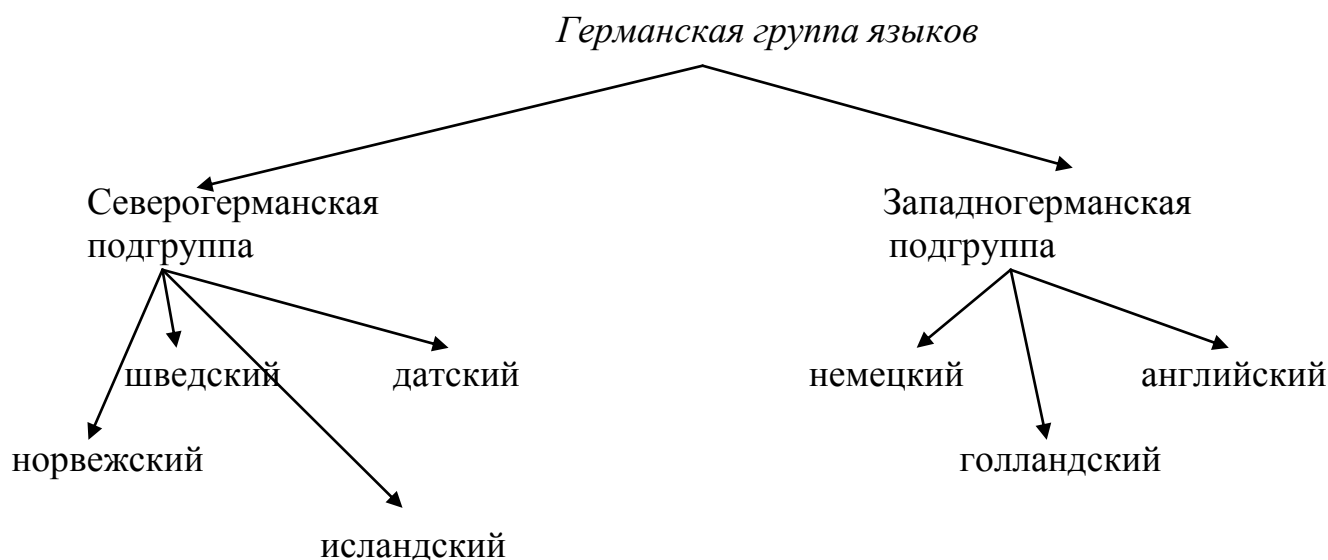 Германская группа языков
Северогерманская
подгруппа
Западногерманская
подгруппа
шведский
датский
немецкий
английский
норвежский
голландский
исландский